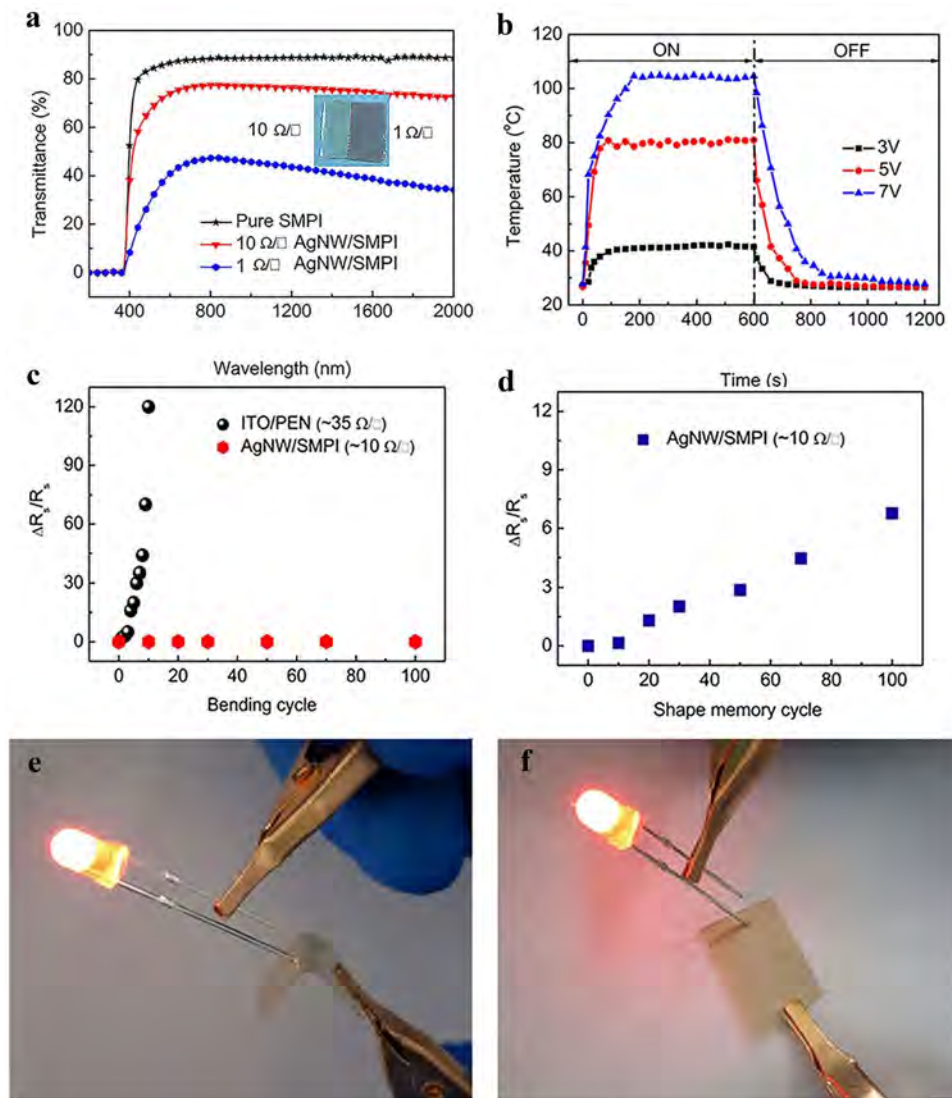 a
100
80
60
40
20
0
Transmittance (%)
10 Ω/□
1 Ω/□
Pure SMPI
10 Ω/□ AgNW/SMPI
1 Ω/□ AgNW/SMPI
400
800
1200
1600
2000
Wavelength (nm)
b
120
100
80
60
40
20
Temperature (°C)
ON
OFF
3V
5V
7V
0
200
400
600
800
1000
1200
Time (s)
c
120
90
60
30
0
ΔRs/Rs
ITO/PEN (~35 Ω/□)
AgNW/SMPI (~10 Ω/□)
0
20
40
60
80
100
Bending cycle
d
12
9
6
3
0
ΔRs/Rs
AgNW/SMPI (~10 Ω/□)
0
20
40
60
80
100
Shape memory cycle
e
f